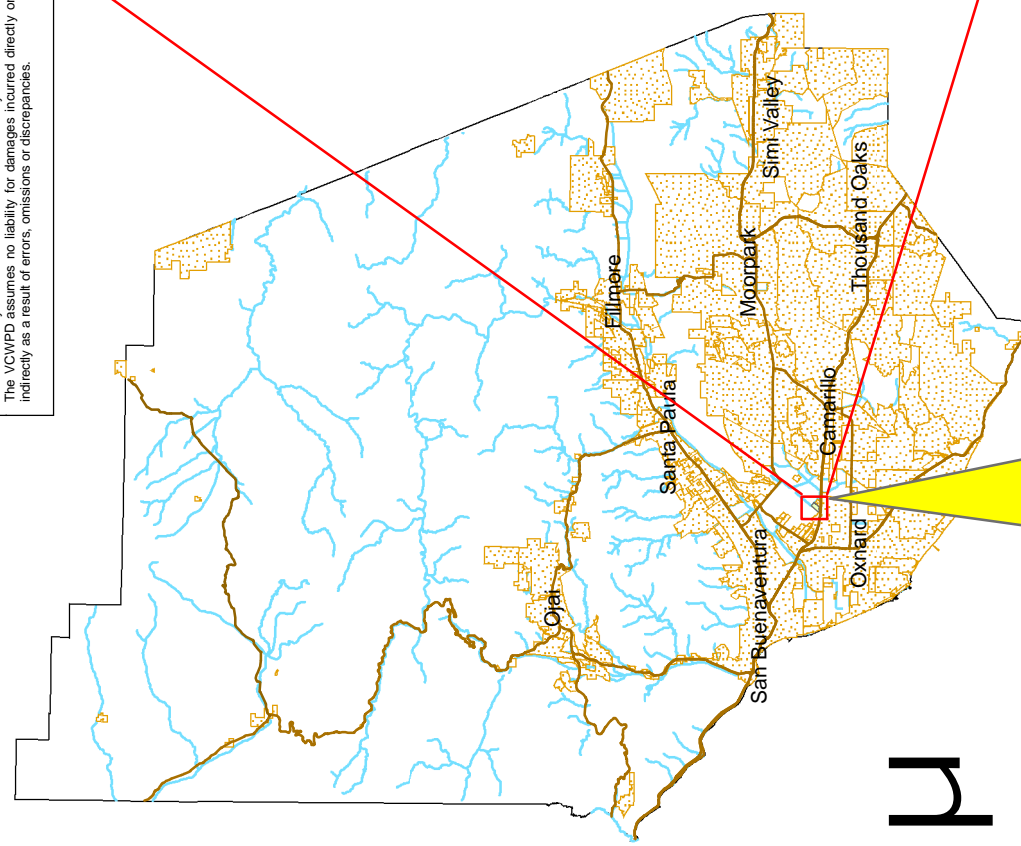 The VCWPD assumes no liability for damages incurred directly or
indirectly as a result of errors, omissions or discrepancies.
Fillmore
Simi Valley
Moorpark
Thousand Oaks
Santa Paula
Camarillo
Ojai
San Buenaventura
Oxnard
µ